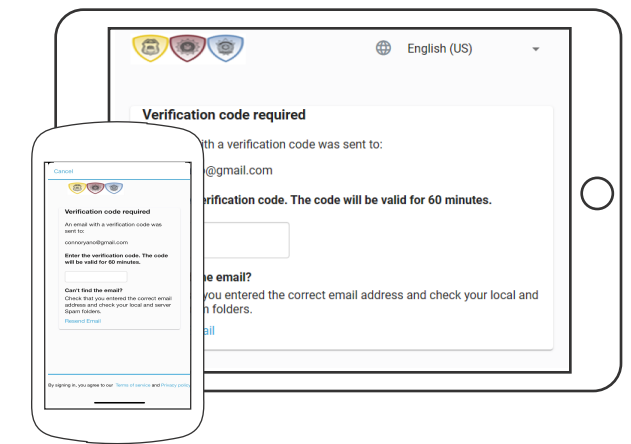 English (US)
Verification code required
ith a verification code was sent to:
o@gmail.com
erification code. The code will be valid for 60 minutes.
he email?
you entered the correct email address and check your local and
m folders.
ail
Cancel
Verification code required
An email with a verification code was
sent to:
connoryano@gmail.com
Enter the verification code. The code
will be valid for 60 minutes.
Can't find the email?
Check that you entered the correct email
address and check your local and server
Spam folders.
Resend Email
By signing in, you agree to our Terms of service and Privacy policy